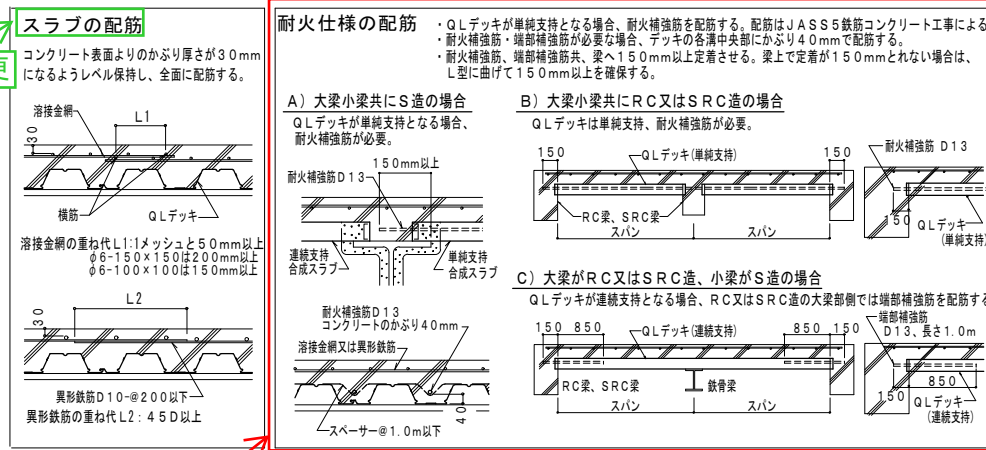 スラブの配筋
コンクリート表面よりのかぶり厚さが30mm
になるようレベル保持し、全面に配筋する。
更
溶接金網
L1
30
横筋
QLデッキ
溶接金網の重ね代L1:1メッシュと50mm以上
φ6-150×150は200mm以上
φ6-100×100は150mm以上
L2
30
異形鉄筋D10-@200以下
異形鉄筋の重ね代L2:45D以上
耐火仕様の配筋
・QLデッキが単純支持となる場合、耐火補強筋を配筋する。配筋はJASS5鉄筋コンクリート工事による
・耐火補強筋・端部補強筋が必要な場合、デッキの各溝中央部にかぶり40mmで配筋する。
・耐火補強筋、端部補強筋共、梁へ150mm以上定着させる。梁上で定着が150mmとれない場合は、
L型に曲げて150mm以上を確保する。
A)大梁小梁共にS造の場合
QLデッキが単純支持となる場合、
耐火補強筋が必要。
150mm以上
耐火補強筋D13
連続支持
合成スラブ
単純支持
合成スラブ
耐火補強筋D13
コンクリートのかぶり40mm
溶接金網又は異形鉄筋
40
スペーサー@1.0m以下
B)大梁小梁共にRC又はSRC造の場合
QLデッキは単純支持、耐火補強筋が必要。
150
QLデッキ(単純支持)
150
RC梁、SRC梁
スパン
スパン
耐火補強筋 D13
150
QLデッキ
(単純支持)
C)大梁がRC又はSRC造、小梁がS造の場合
QLデッキが連続支持となる場合、RC又はSRC造の大梁部側では端部補強筋を配筋する
150 850
QLデッキ(連続支持)
850 150
RC梁、SRC梁
鉄骨梁
スパン
スパン
端部補強筋
D13、長さ1.0m
850
150
QLデッキ
(連続支持)